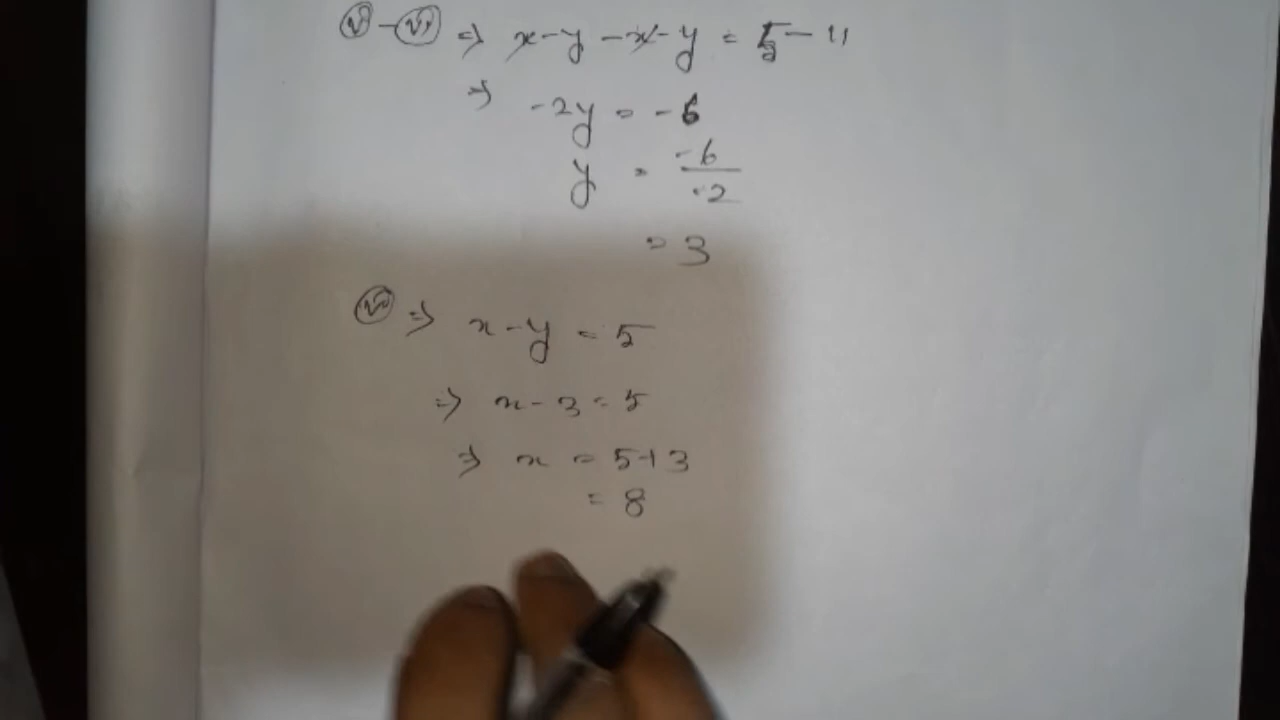 (v) - (vi) ⇒ x - y - x - y = 5 - 11
⇒ -2y = -6
y = -6/-2
= 3
⇒ x - y = 5
⇒ x - 3 = 5
⇒ x = 5 + 3
= 8